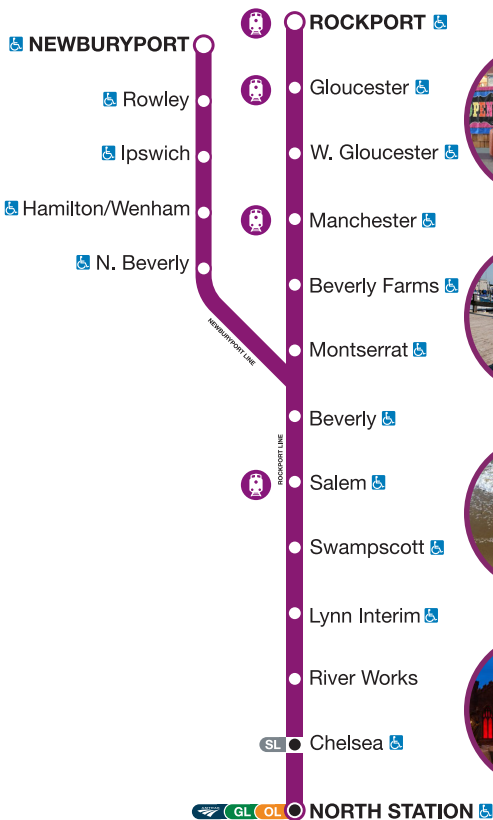 ROCKPORT
NEWBURYPORT
Gloucester
Rowley
W. Gloucester
Ipswich
Hamilton/Wenham
Manchester
N. Beverly
Beverly Farms
NEWBURYPORT LINE
Montserrat
Beverly
ROCKPORT LINE
Salem
Swampscott
Lynn Interim
River Works
SL Chelsea
AMTRAK GL OL NORTH STATION